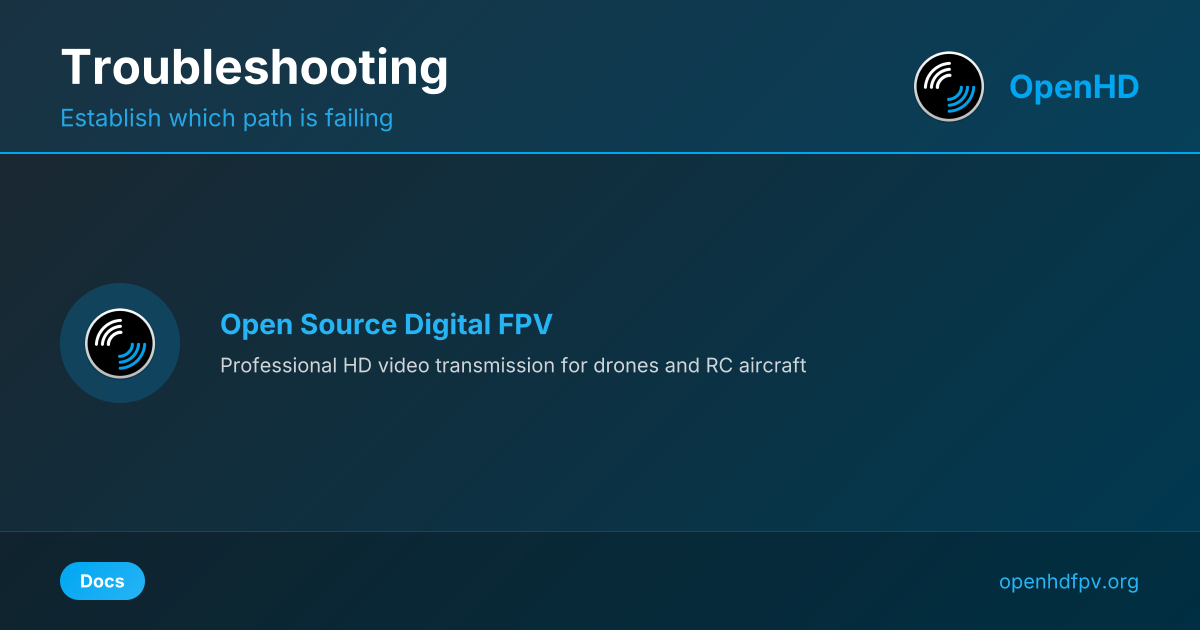 Troubleshooting
Establish which path is failing
OpenHD
Open Source Digital FPV
Professional HD video transmission for drones and RC aircraft
Docs
openhdfpv.org